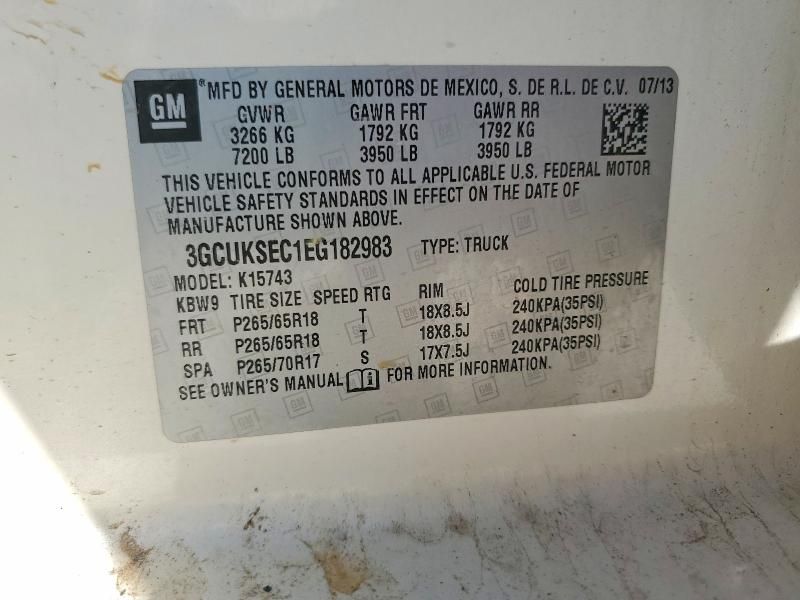 GM ®MFD BY GENERAL MOTORS DE MEXICO, S. DE R.L. DE C.V. 07/13
GVWR GAWR FRT GAWR RR
3266 KG 1792 KG 1792 KG
7200 LB 3950 LB 3950 LB
THIS VEHICLE CONFORMS TO ALL APPLICABLE U.S. FEDERAL MOTOR
VEHICLE SAFETY STANDARDS IN EFFECT ON THE DATE OF
MANUFACTURE SHOWN ABOVE.
3GCUKSEC1EG182983 TYPE: TRUCK
MODEL: K15743
KBW9 TIRE SIZE SPEED RTG RIM COLD TIRE PRESSURE
FRT P265/65R18 T 18X8.5J 240KPA(35PSI)
RR P265/65R18 T 18X8.5J 240KPA(35PSI)
SPA P265/70R17 S 17X7.5J 240KPA(35PSI)
SEE OWNER'S MANUAL FOR MORE INFORMATION.